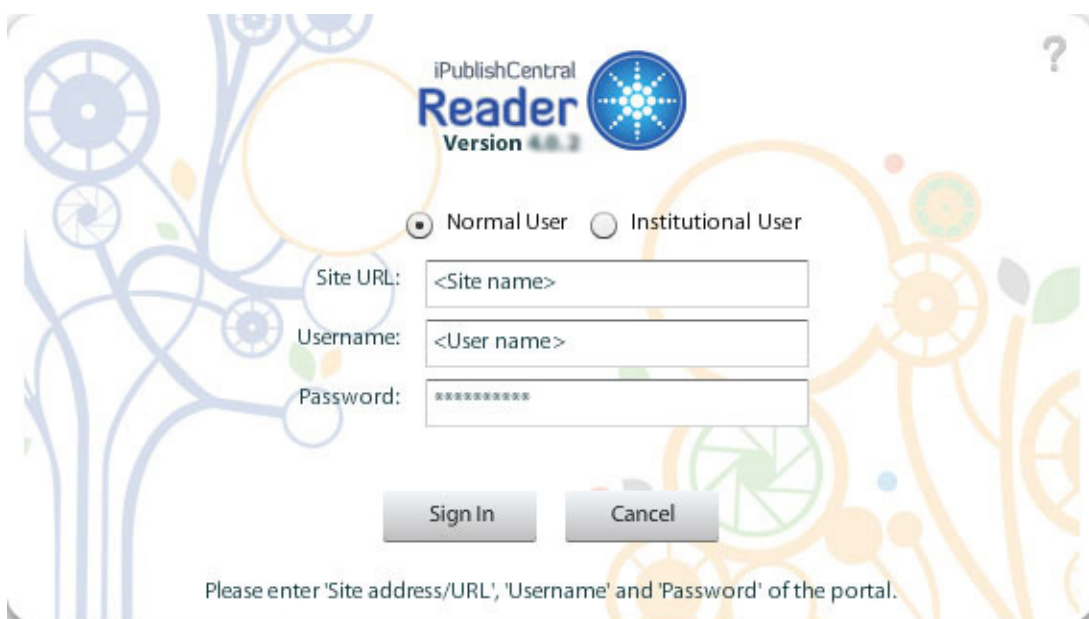 ?
iPublishCentral
Reader
Version
Normal User Institutional User
Site URL: <Site name>
Username: <User name>
Password: **********
Sign In Cancel
Please enter 'Site address/URL', 'Username' and 'Password' of the portal.